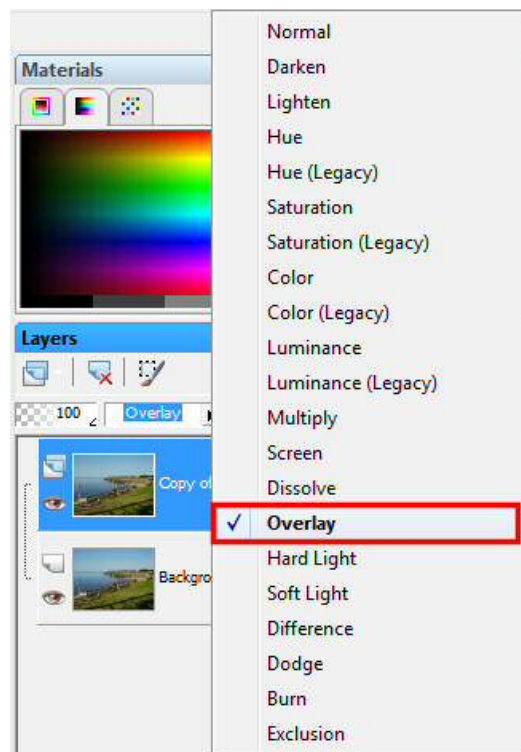 Materials
Layers
100
Overlay
Copy of
Backgro
Normal
Darken
Lighten
Hue
Hue (Legacy)
Saturation
Saturation (Legacy)
Color
Color (Legacy)
Luminance
Luminance (Legacy)
Multiply
Screen
Dissolve
Overlay
Hard Light
Soft Light
Difference
Dodge
Burn
Exclusion